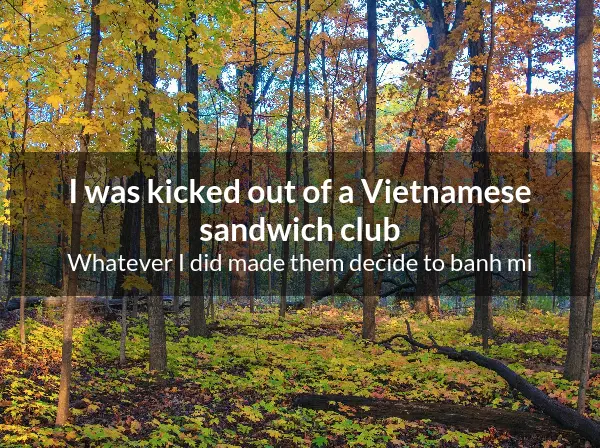 I was kicked out of a Vietnamese
sandwich club
Whatever I did made them decide to banh mi